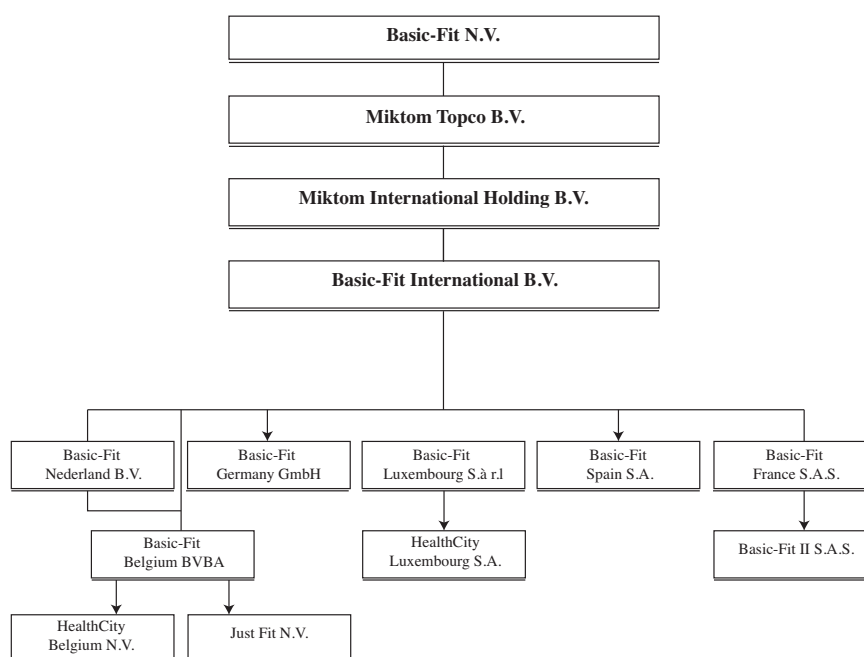 Basic-Fit N.V.
Miktom Topco B.V.
Miktom International Holding B.V.
Basic-Fit International B.V.
Basic-Fit
Nederland B.V.
Basic-Fit
Germany GmbH
Basic-Fit
Luxembourg S.à r.l
Basic-Fit
Spain S.A.
Basic-Fit
France S.A.S.
Basic-Fit
Belgium BVBA
HealthCity
Luxembourg S.A.
Basic-Fit II S.A.S.
HealthCity
Belgium N.V.
Just Fit N.V.